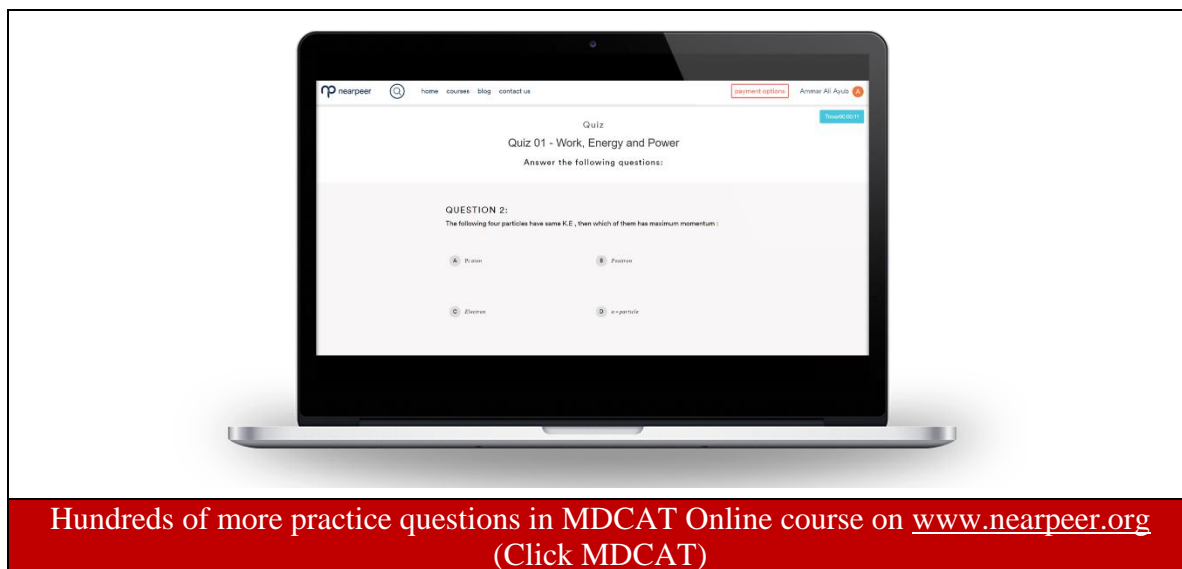 nearpeer home courses blog contact us payment options Ammar Ali Ayub A
Quiz
Quiz 01 - Work, Energy and Power
Answer the following questions:
QUESTION 2:
The following four particles have same K.E , then which of them has maximum momentum :
A Proton B Positron
C Electron D α - particle
Hundreds of more practice questions in MDCAT Online course on www.nearpeer.org
(Click MDCAT)